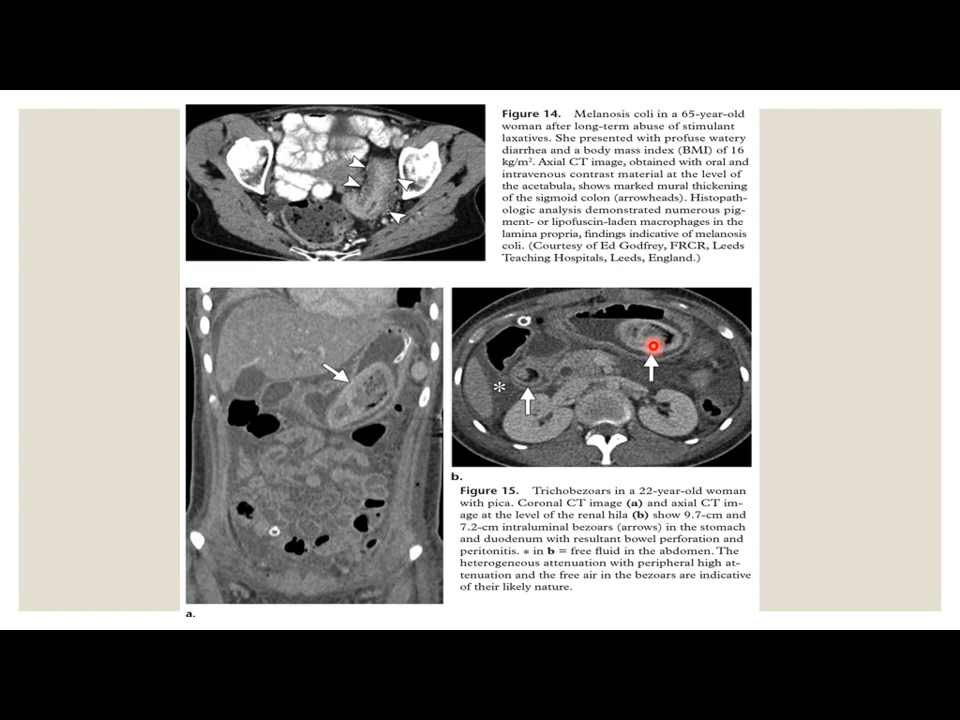 Figure 14. Melanosis coli in a 65-year-old
woman after long-term abuse of stimulant
laxatives. She presented with profuse watery
diarrhea and a body mass index (BMI) of 16
kg/m². Axial CT image, obtained with oral and
intravenous contrast material at the level of
the acetabula, shows marked mural thickening
of the sigmoid colon (arrowheads). Histopath-
ologic analysis demonstrated numerous pig-
ment- or lipofuscin-laden macrophages in the
lamina propria, findings indicative of melanosis
coli. (Courtesy of Ed Godfrey, FRCR, Leeds
Teaching Hospitals, Leeds, England.)
*
b.
Figure 15. Trichobezoars in a 22-year-old woman
with pica. Coronal CT image (a) and axial CT im-
age at the level of the renal hila (b) show 9.7-cm and
7.2-cm intraluminal bezoars (arrows) in the stomach
and duodenum with resultant bowel perforation and
peritonitis. * in b = free fluid in the abdomen. The
heterogeneous attenuation with peripheral high at-
tenuation and the free air in the bezoars are indicative
of their likely nature.
a.